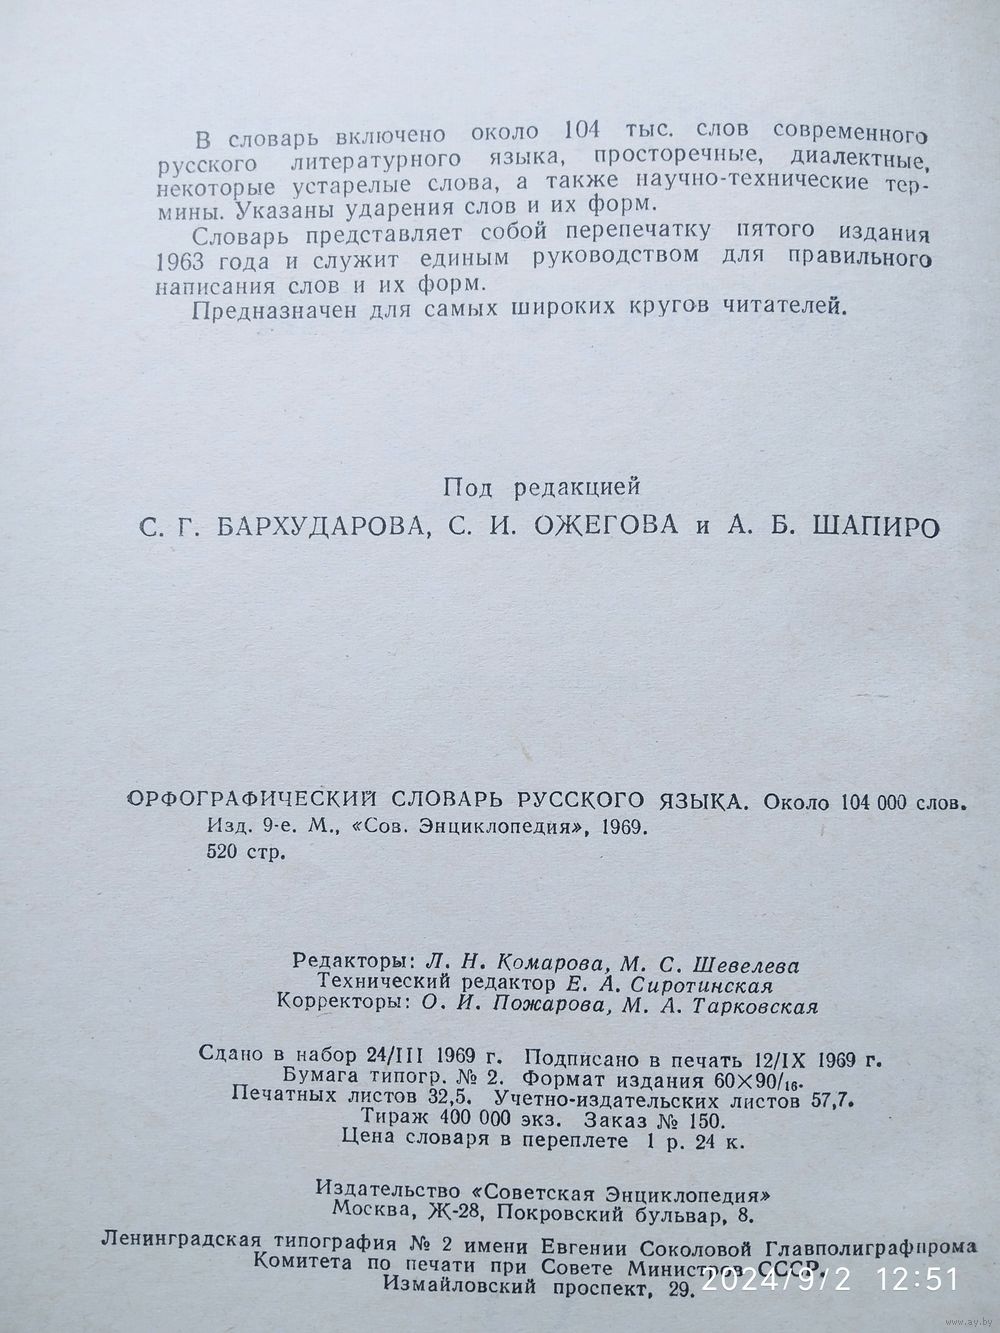 В словарь включено около 104 тыс. слов современного
русского литературного языка, просторечные, диалектные,
некоторые устарелые слова, а также научно-технические тер-
мины. Указаны ударения слов и их форм.
Словарь представляет собой перепечатку пятого издания
1963 года и служит единым руководством для правильного
написания слов и их форм.
Предназначен для самых широких кругов читателей.
Под редакцией
С. Г. БАРХУДАРОВА, С. И. ОЖЕГОВА и А. Б. ШАПИРО
ОРФОГРАФИЧЕСКИЙ СЛОВАРЬ РУССКОГО ЯЗЫКА. Около 104 000 слов.
Изд. 9-е. М., «Сов. Энциклопедия», 1969.
520 стр.
Редакторы: Л. Н. Комарова, М. С. Шевелева
Технический редактор Е. А. Сиротинская
Корректоры: О. И. Пожарова, М. А. Тарковская
Сдано в набор 24/III 1969 г. Подписано в печать 12/IX 1969 г.
Бумага типогр. № 2. Формат издания 60×90/16.
Печатных листов 32,5. Учетно-издательских листов 57,7.
Тираж 400 000 экз. Заказ № 150.
Цена словаря в переплете 1 р. 24 к.
Издательство «Советская Энциклопедия»
Москва, Ж-28, Покровский бульвар, 8.
Ленинградская типография № 2 имени Евгении Соколовой Главполиграфпрома
Комитета по печати при Совете Министров СССР,
Измайловский проспект, 29.
2024/9/2 12:51
www.ay.by